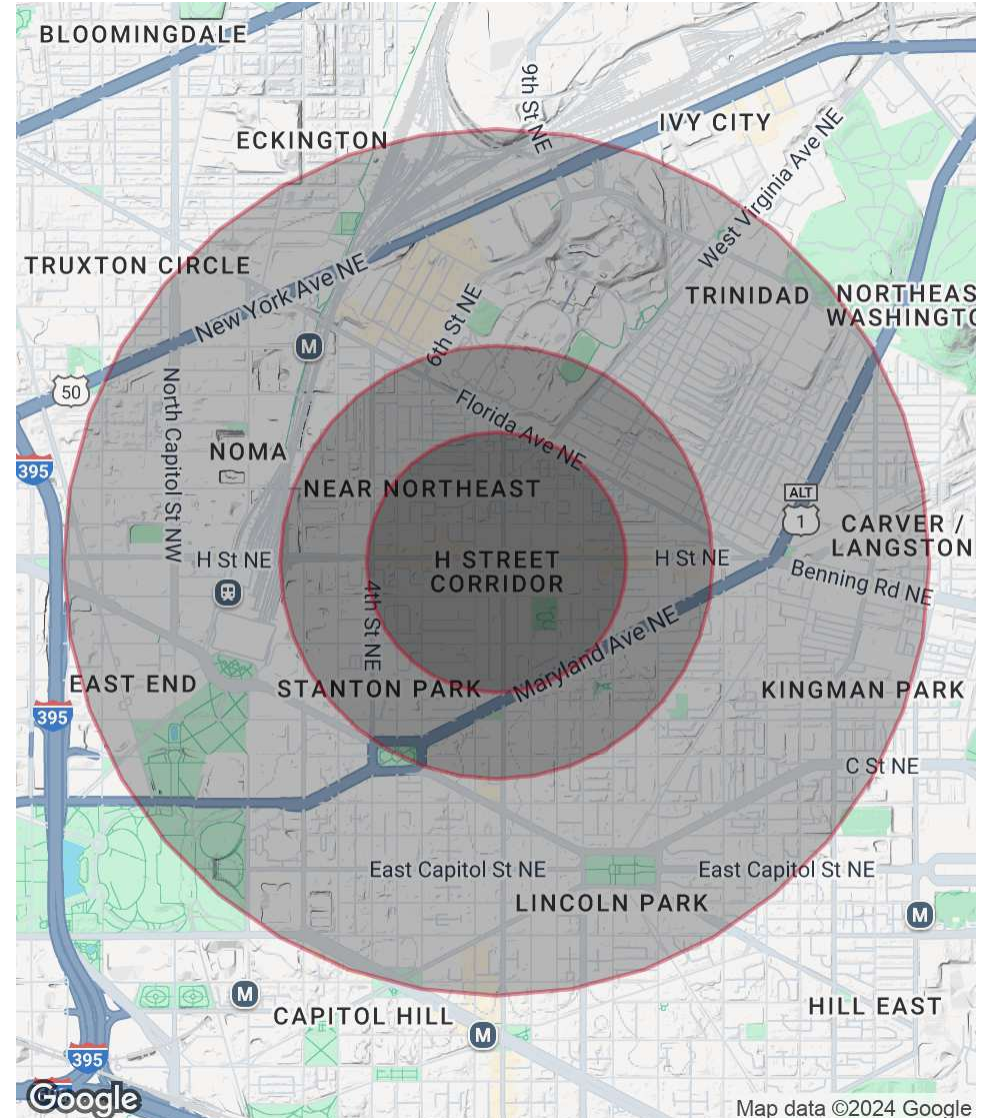 BLOOMINGDALE
9th St NE
ECKINGTON
IVY CITY
West Virginia Ave NE
TRUXTON CIRCLE
New York Ave NE
TRINIDAD
NORTHEAS
WASHINGTO
6th St NE
M
50
North Capitol St NW
Florida Ave NE
NOMA
395
NEAR NORTHEAST
ALT
1
CARVER /
LANGSTON
H St NE
H STREET
CORRIDOR
H St NE
Benning Rd NE
4th St NE
Maryland Ave NE
EAST END
STANTON PARK
KINGMAN PARK
395
C St NE
East Capitol St NE
East Capitol St NE
LINCOLN PARK
M
M
CAPITOL HILL
M
HILL EAST
395
Google
Map data ©2024 Google